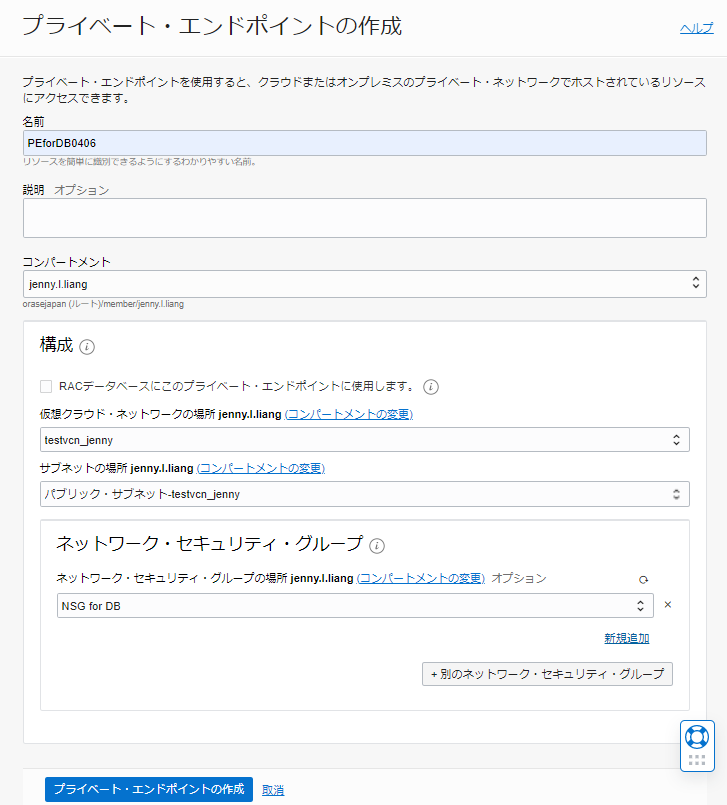 プライベート・エンドポイントの作成
ヘルプ
プライベート・エンドポイントを使用すると、クラウドまたはオンプレミスのプライベート・ネットワークでホストされているリソース
にアクセスできます。
名前
PEforDB0406
リソースを簡単に識別できるようにするわかりやすい名前。
説明 オプション
コンパートメント
jenny.l.liang
orasejapan (ルート)/member/jenny.l.liang
構成
RACデータベースにこのプライベート・エンドポイントに使用します。
仮想クラウド・ネットワークの場所 jenny.l.liang (コンパートメントの変更)
testvcn_jenny
サブネットの場所 jenny.l.liang (コンパートメントの変更)
パブリック・サブネット-testvcn_jenny
ネットワーク・セキュリティ・グループ
ネットワーク・セキュリティ・グループの場所 jenny.l.liang (コンパートメントの変更) オプション
NSG for DB
新規追加
+ 別のネットワーク・セキュリティ・グループ
プライベート・エンドポイントの作成 取消